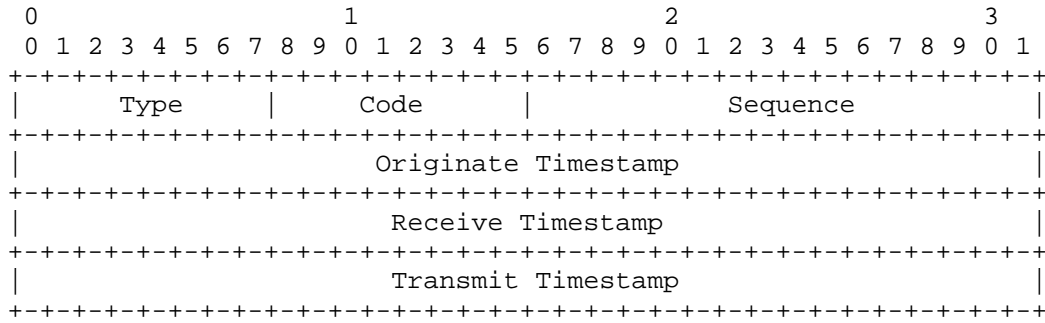 0                   1                   2                   3
 0 1 2 3 4 5 6 7 8 9 0 1 2 3 4 5 6 7 8 9 0 1 2 3 4 5 6 7 8 9 0 1
+-+-+-+-+-+-+-+-+-+-+-+-+-+-+-+-+-+-+-+-+-+-+-+-+-+-+-+-+-+-+-+-+
|      Type     |     Code      |            Sequence           |
+-+-+-+-+-+-+-+-+-+-+-+-+-+-+-+-+-+-+-+-+-+-+-+-+-+-+-+-+-+-+-+-+
|                      Originate Timestamp                      |
+-+-+-+-+-+-+-+-+-+-+-+-+-+-+-+-+-+-+-+-+-+-+-+-+-+-+-+-+-+-+-+-+
|                       Receive Timestamp                       |
+-+-+-+-+-+-+-+-+-+-+-+-+-+-+-+-+-+-+-+-+-+-+-+-+-+-+-+-+-+-+-+-+
|                       Transmit Timestamp                      |
+-+-+-+-+-+-+-+-+-+-+-+-+-+-+-+-+-+-+-+-+-+-+-+-+-+-+-+-+-+-+-+-+